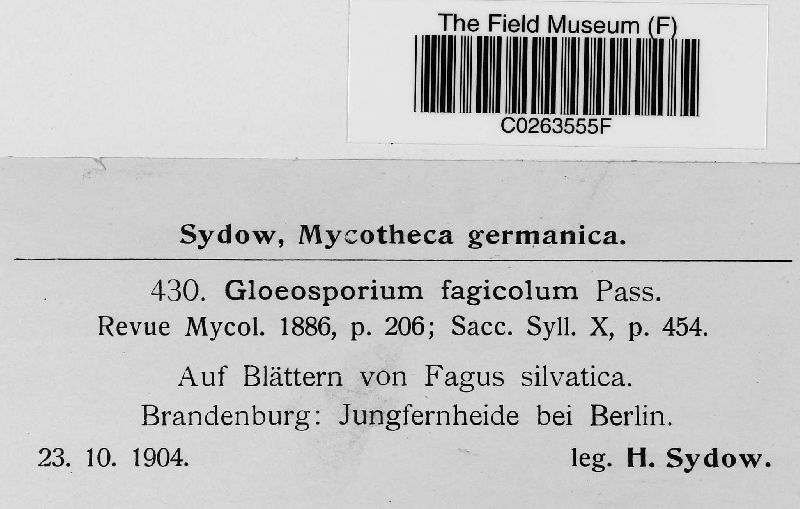 The Field Museum (F)
C0263555F
Sydow, Mycotheca germanica.
430. Gloeosporium fagicolum Pass.
Revue Mycol. 1886, p. 206; Sacc. Syll. X, p. 454.
Auf Blättern von Fagus silvatica.
Brandenburg: Jungfernheide bei Berlin.
23. 10. 1904. leg. H. Sydow.